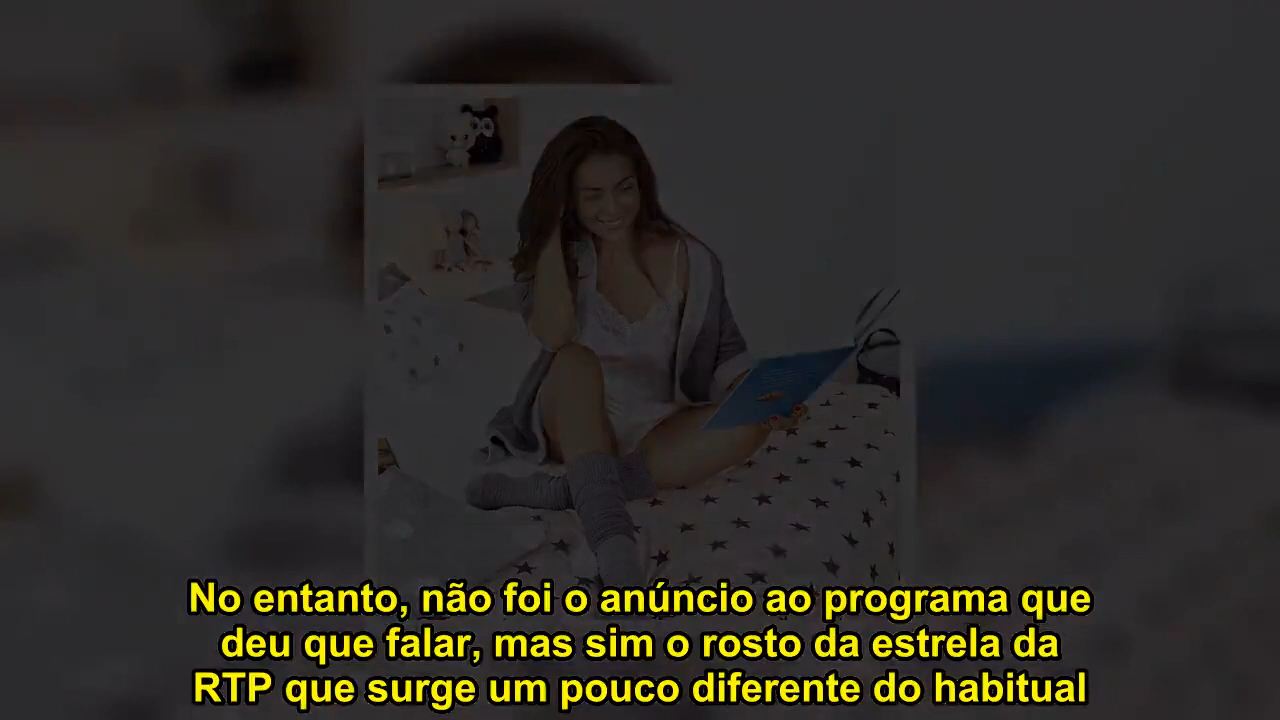 No entanto, não foi o anúncio ao programa que
deu que falar, mas sim o rosto da estrela da
RTP que surge um pouco diferente do habitual